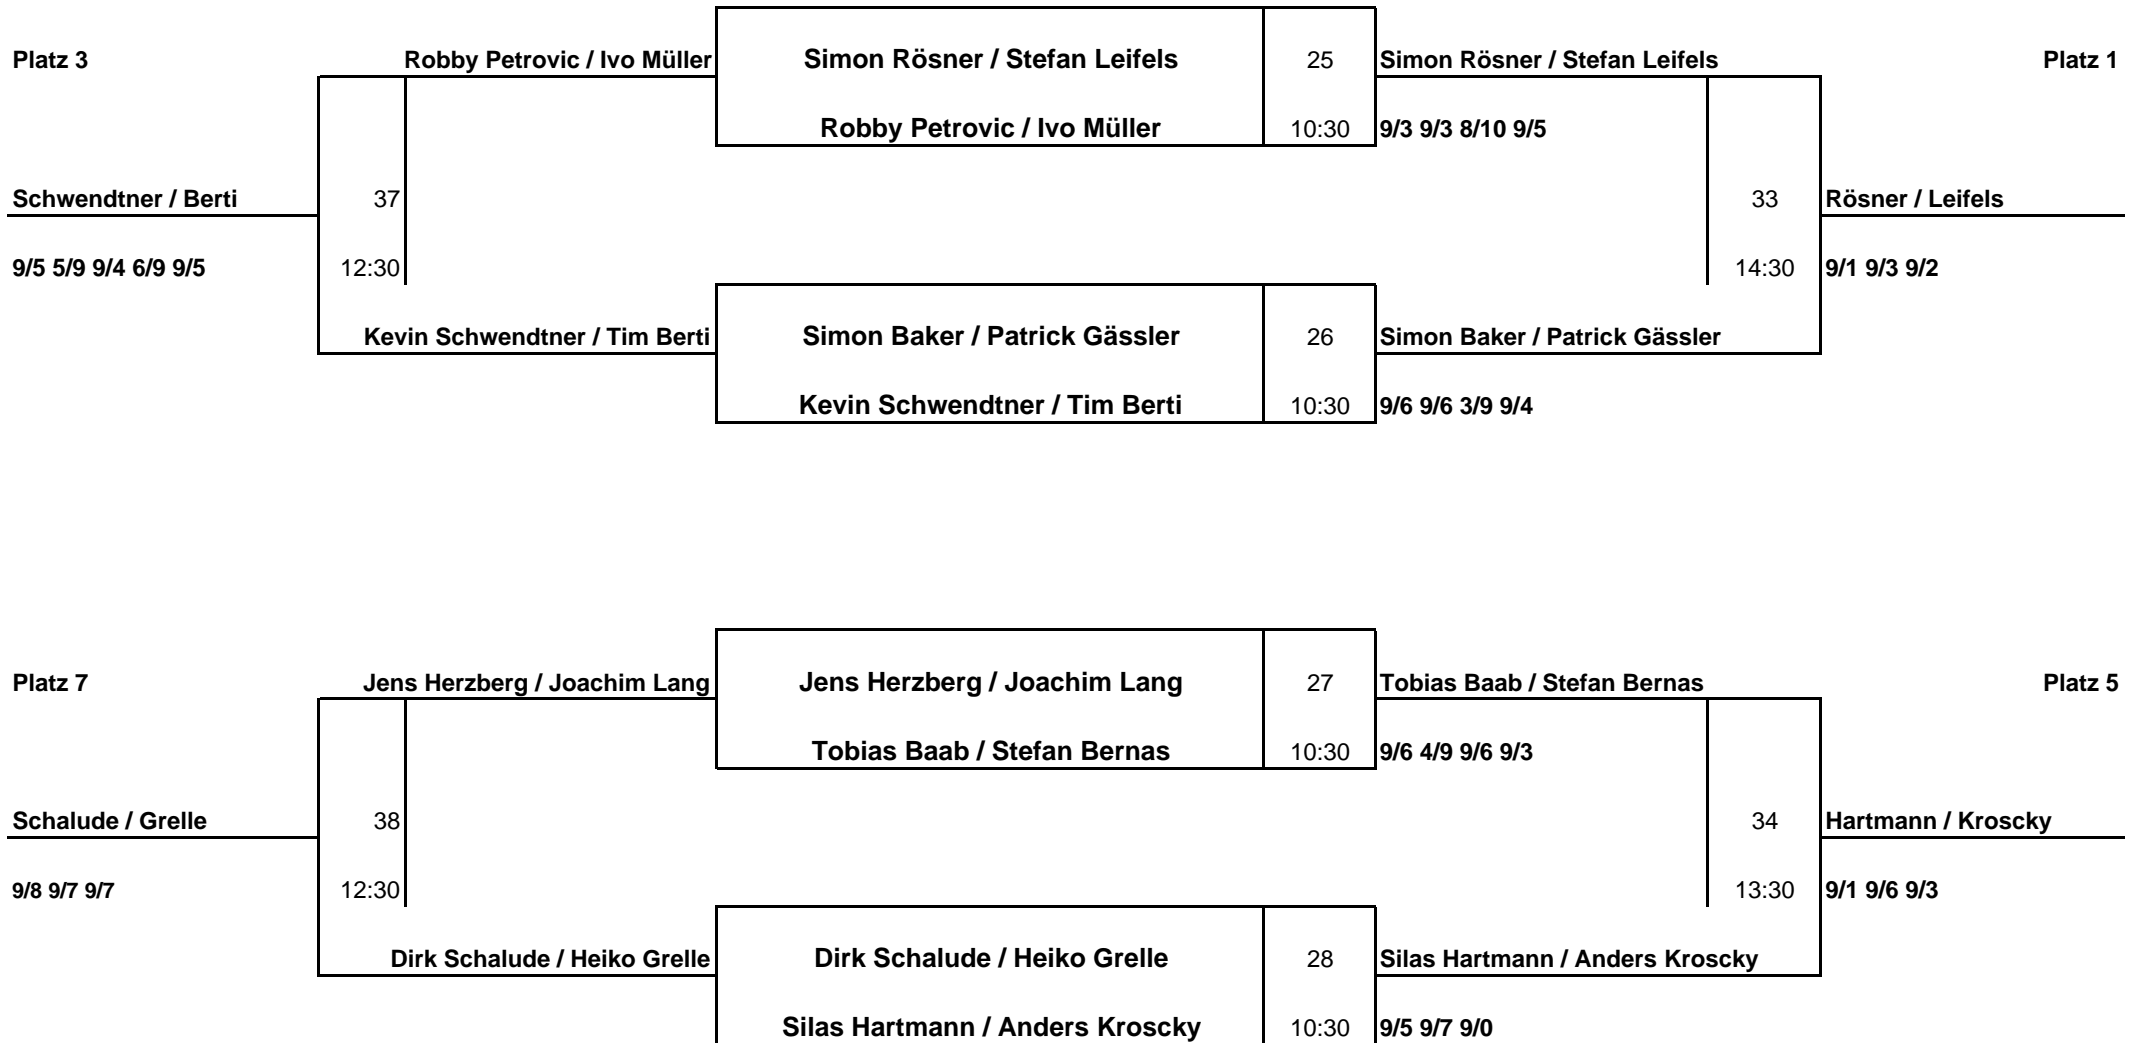 Platz 3 Robby Petrovic / Ivo Müller Simon Rösner / Stefan Leifels 25 Simon Rösner / Stefan Leifels Platz 1
Robby Petrovic / Ivo Müller 10:30 9/3 9/3 8/10 9/5
Schwendtner / Berti 37 33 Rösner / Leifels
9/5 5/9 9/4 6/9 9/5 12:30 14:30 9/1 9/3 9/2
Kevin Schwendtner / Tim Berti Simon Baker / Patrick Gässler 26 Simon Baker / Patrick Gässler
Kevin Schwendtner / Tim Berti 10:30 9/6 9/6 3/9 9/4
Platz 7 Jens Herzberg / Joachim Lang Jens Herzberg / Joachim Lang 27 Tobias Baab / Stefan Bernas Platz 5
Tobias Baab / Stefan Bernas 10:30 9/6 4/9 9/6 9/3
Schalude / Grelle 38 34 Hartmann / Kroscky
9/8 9/7 9/7 12:30 13:30 9/1 9/6 9/3
Dirk Schalude / Heiko Grelle Dirk Schalude / Heiko Grelle 28 Silas Hartmann / Anders Kroscky
Silas Hartmann / Anders Kroscky 10:30 9/5 9/7 9/0